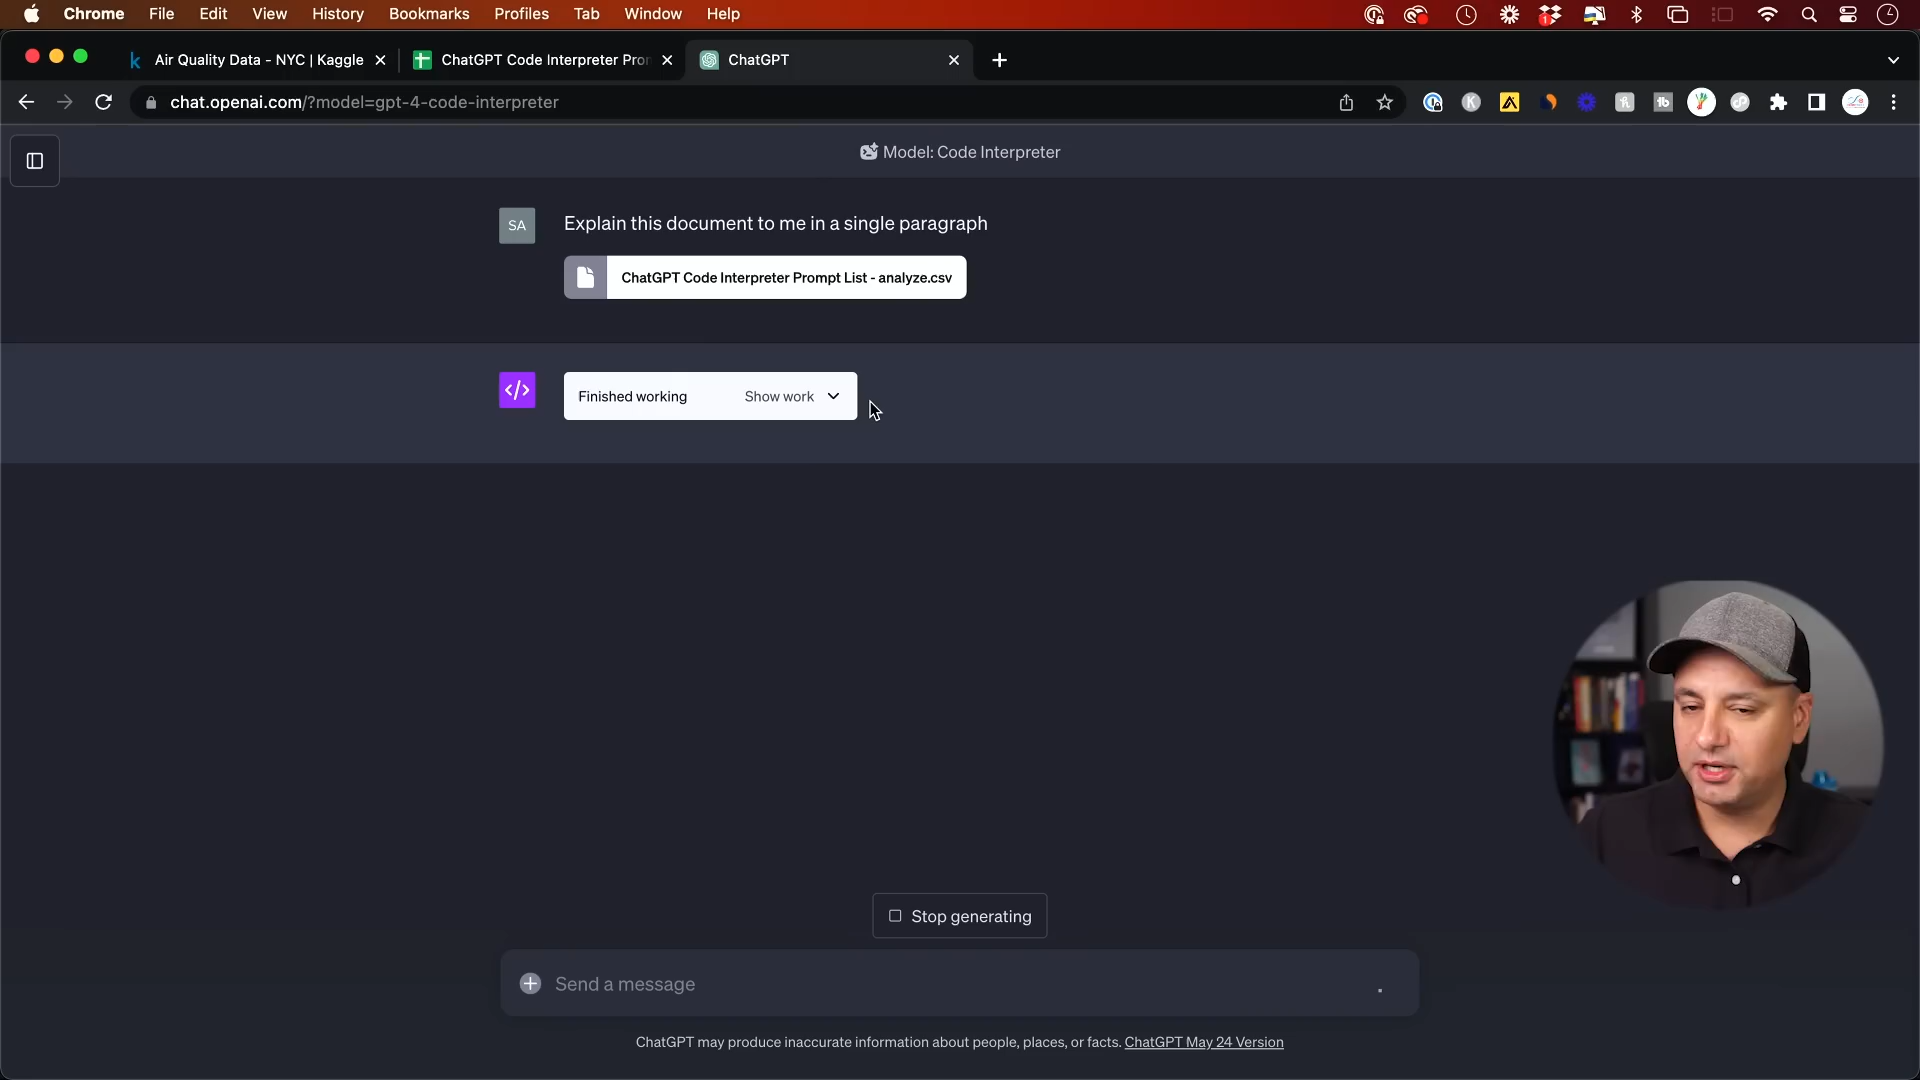 Chrome File Edit View History Bookmarks Profiles Tab Window Help
Air Quality Data - NYC | Kaggle
ChatGPT Code Interpreter Pro
ChatGPT
chat.openai.com/?model=gpt-4-code-interpreter
Model: Code Interpreter
SA
Explain this document to me in a single paragraph
ChatGPT Code Interpreter Prompt List - analyze.csv
</>
Finished working Show work
Stop generating
Send a message
ChatGPT may produce inaccurate information about people, places, or facts. ChatGPT May 24 Version